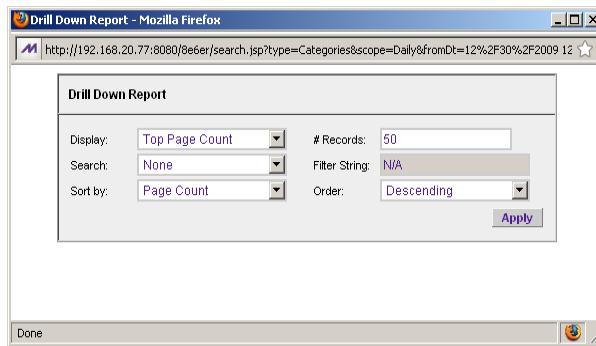 Drill Down Report - Mozilla Firefox
http://192.168.20.77:8080/8e6er/search.jsp?type=Categories&scope=Daily&fromDt=12%2F30%2F2009 12
Drill Down Report
Display: Top Page Count # Records: 50
Search: None Filter String: N/A
Sort by: Page Count Order: Descending
Apply
Done